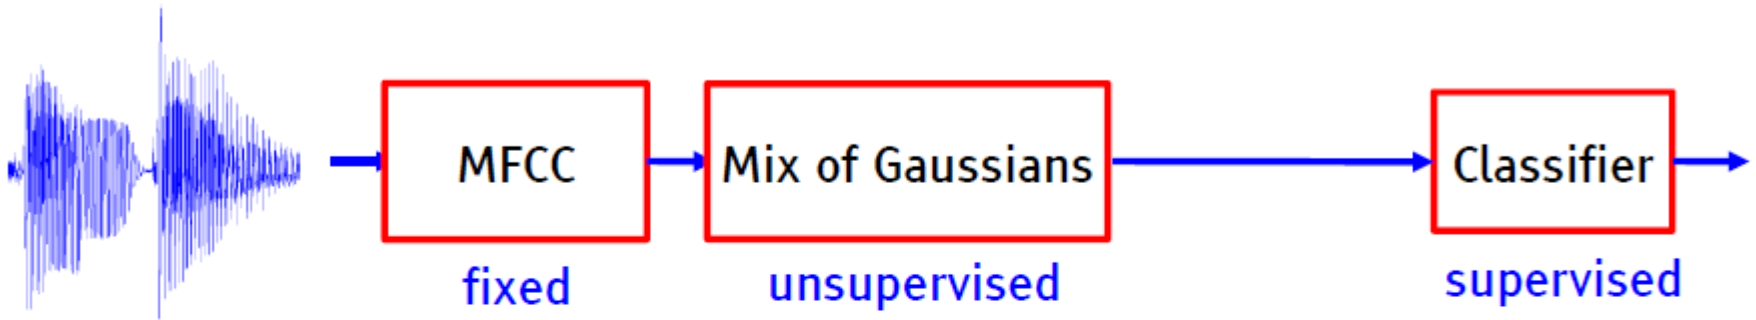 MFCC
Mix of Gaussians
Classifier
fixed
unsupervised
supervised